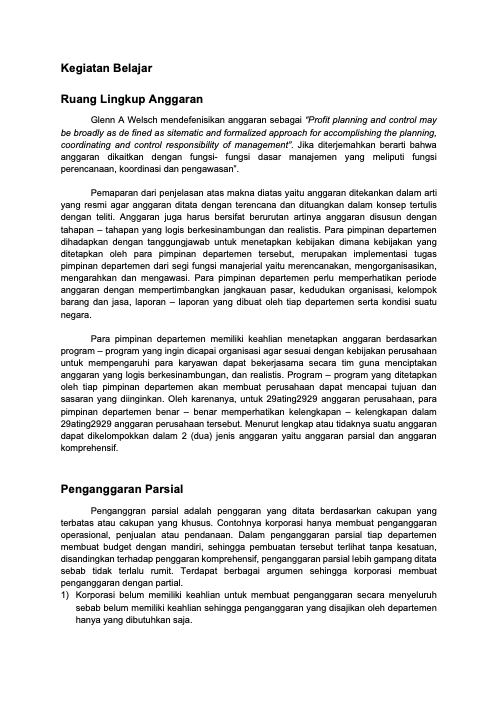 Kegiatan Belajar
Ruang Lingkup Anggaran
Glenn A Welsch mendefenisikan anggaran sebagai "Profit planning and control may
be broadly as de fined as sitematic and formalized approach for accomplishing the planning,
coordinating and control responsibility of management". Jika diterjemahkan berarti bahwa
anggaran dikaitkan dengan fungsi- fungsi dasar manajemen yang meliputi fungsi
perencanaan, koordinasi dan pengawasan".
Pemaparan dari penjelasan atas makna diatas yaitu anggaran ditekankan dalam arti
yang resmi agar anggaran ditata dengan terencana dan dituangkan dalam konsep tertulis
dengan teliti. Anggaran juga harus bersifat berurutan artinya anggaran disusun dengan
tahapan – tahapan yang logis berkesinambungan dan realistis. Para pimpinan departemen
dihadapkan dengan tanggungjawab untuk menetapkan kebijakan dimana kebijakan yang
ditetapkan oleh para pimpinan departemen tersebut, merupakan implementasi tugas
pimpinan departemen dari segi fungsi manajerial yaitu merencanakan, mengorganisasikan,
mengarahkan dan mengawasi. Para pimpinan departemen perlu memperhatikan periode
anggaran dengan mempertimbangkan jangkauan pasar, kedudukan organisasi, kelompok
barang dan jasa, laporan – laporan yang dibuat oleh tiap departemen serta kondisi suatu
negara.
Para pimpinan departemen memiliki keahlian menetapkan anggaran berdasarkan
program – program yang ingin dicapai organisasi agar sesuai dengan kebijakan perusahaan
untuk mempengaruhi para karyawan dapat bekerjasama secara tim guna menciptakan
anggaran yang logis berkesinambungan, dan realistis. Program – program yang ditetapkan
oleh tiap pimpinan departemen akan membuat perusahaan dapat mencapai tujuan dan
sasaran yang diinginkan. Oleh karenanya, untuk 29ating2929 anggaran perusahaan, para
pimpinan departemen benar – benar memperhatikan kelengkapan – kelengkapan dalam
29ating2929 anggaran perusahaan tersebut. Menurut lengkap atau tidaknya suatu anggaran
dapat dikelompokkan dalam 2 (dua) jenis anggaran yaitu anggaran parsial dan anggaran
komprehensif.
Penganggaran Parsial
Penganggran parsial adalah penggaran yang ditata berdasarkan cakupan yang
terbatas atau cakupan yang khusus. Contohnya korporasi hanya membuat penganggaran
operasional, penjualan atau pendanaan. Dalam penganggaran parsial tiap departemen
membuat budget dengan mandiri, sehingga pembuatan tersebut terlihat tanpa kesatuan,
disandingkan terhadap penggaran komprehensif, penganggaran parsial lebih gampang ditata
sebab tidak terlalu rumit. Terdapat berbagai argumen sehingga korporasi membuat
penganggaran dengan partial.
1) Korporasi belum memiliki keahlian untuk membuat penganggaran secara menyeluruh
sebab belum memiliki keahlian sehingga penganggaran yang disajikan oleh departemen
hanya yang dibutuhkan saja.